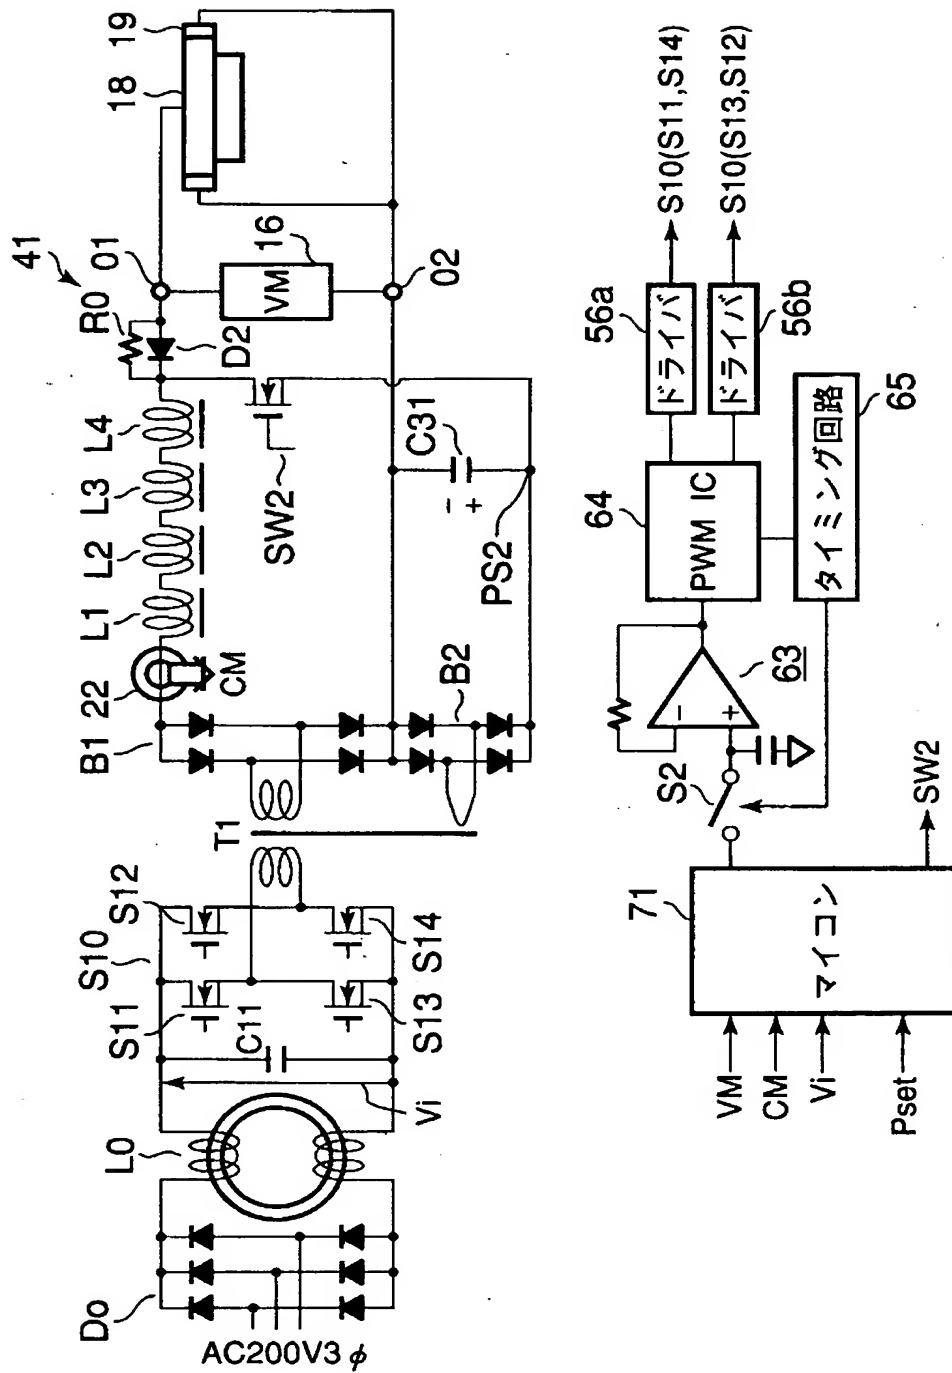 41
19
18
01
R0
D2
16
VM
02
L4
L3
L2
L1
SW2
C31
-
+
PS2
22
CM
B1
B2
T1
S10
S12
S11
S14
S13
C11
Vi
L0
Do
AC200V3φ
S10(S11,S14)
S10(S13,S12)
56a
ドライバ
ドライバ
56b
64
PWM IC
タイミング回路
65
-
+
63
S2
SW2
71
マイコン
VM
CM
Vi
Pset